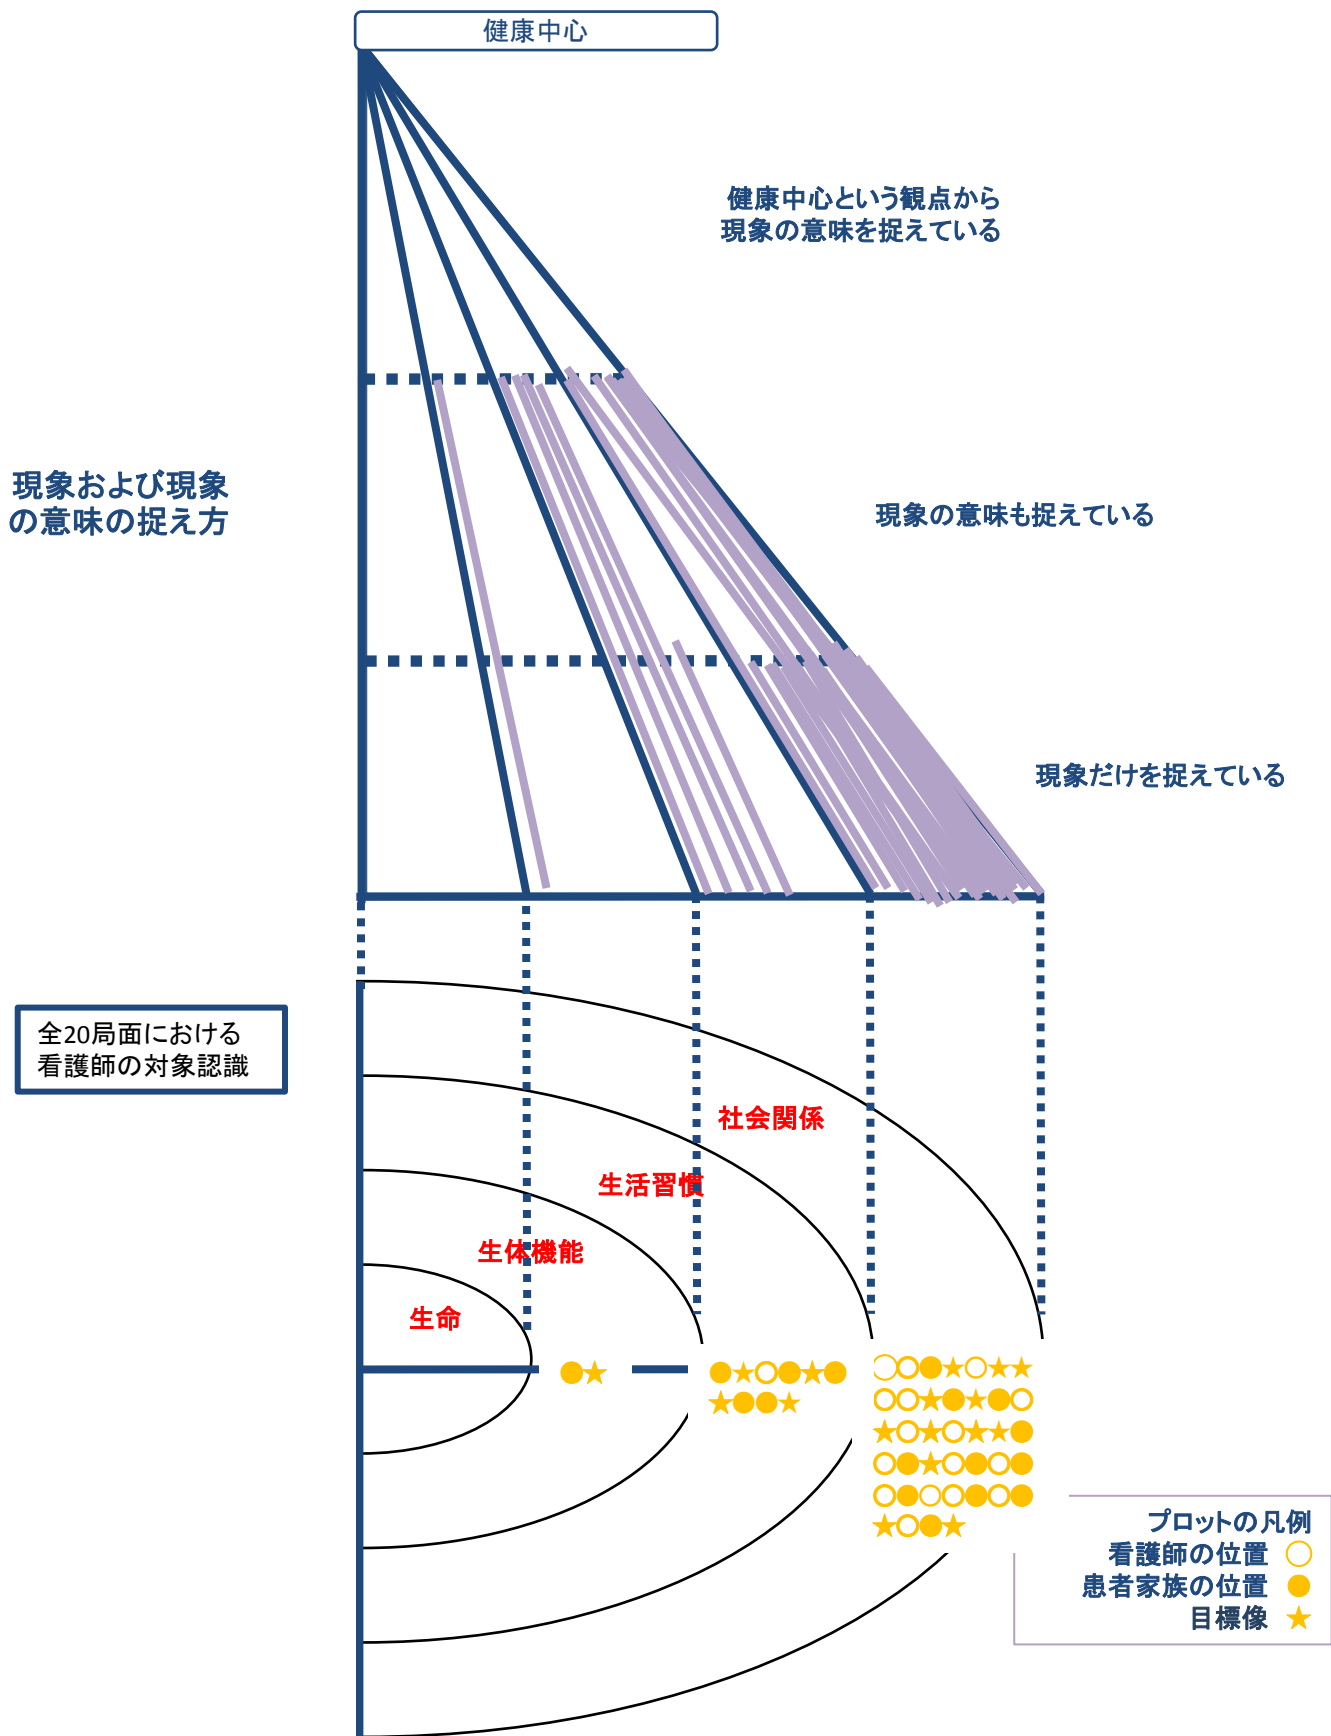 健康中心
健康中心という観点から
現象の意味を捉えている
現象および現象
の意味の捉え方
現象の意味も捉えている
現象だけを捉えている
全20局面における
看護師の対象認識
社会関係
生活習慣
生体機能
生命
プロットの凡例
看護師の位置
患者家族の位置
目標像